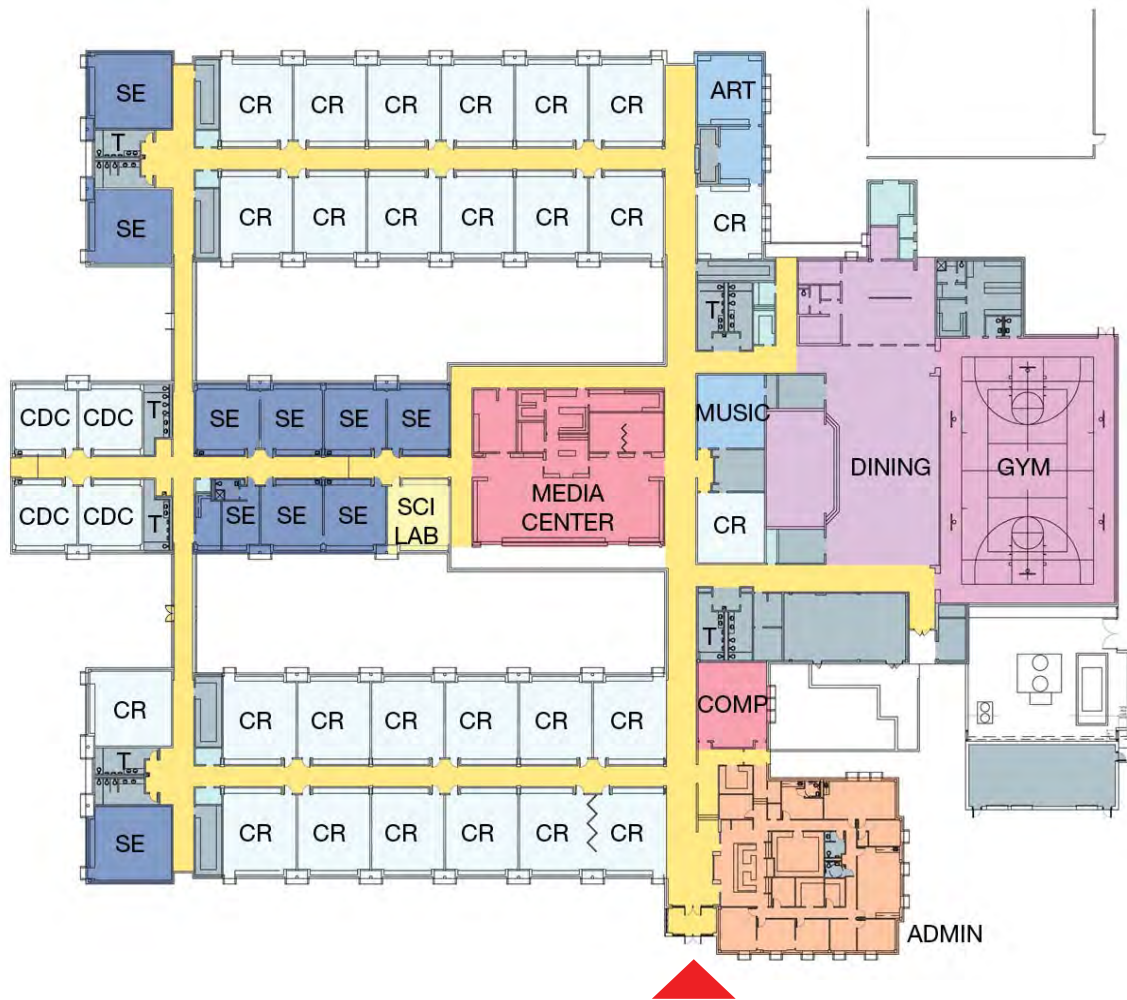 SE
CR CR CR CR CR CR
ART
T
CR CR CR CR CR CR
SE
CR
T
CDC CDC
T
SE SE SE SE
MUSIC
DINING
GYM
CDC CDC
T
SE SE SE
SCI
LAB
MEDIA
CENTER
CR
T
CR
CR CR CR CR CR CR
COMP
T
CR CR CR CR CR CR
SE
ADMIN